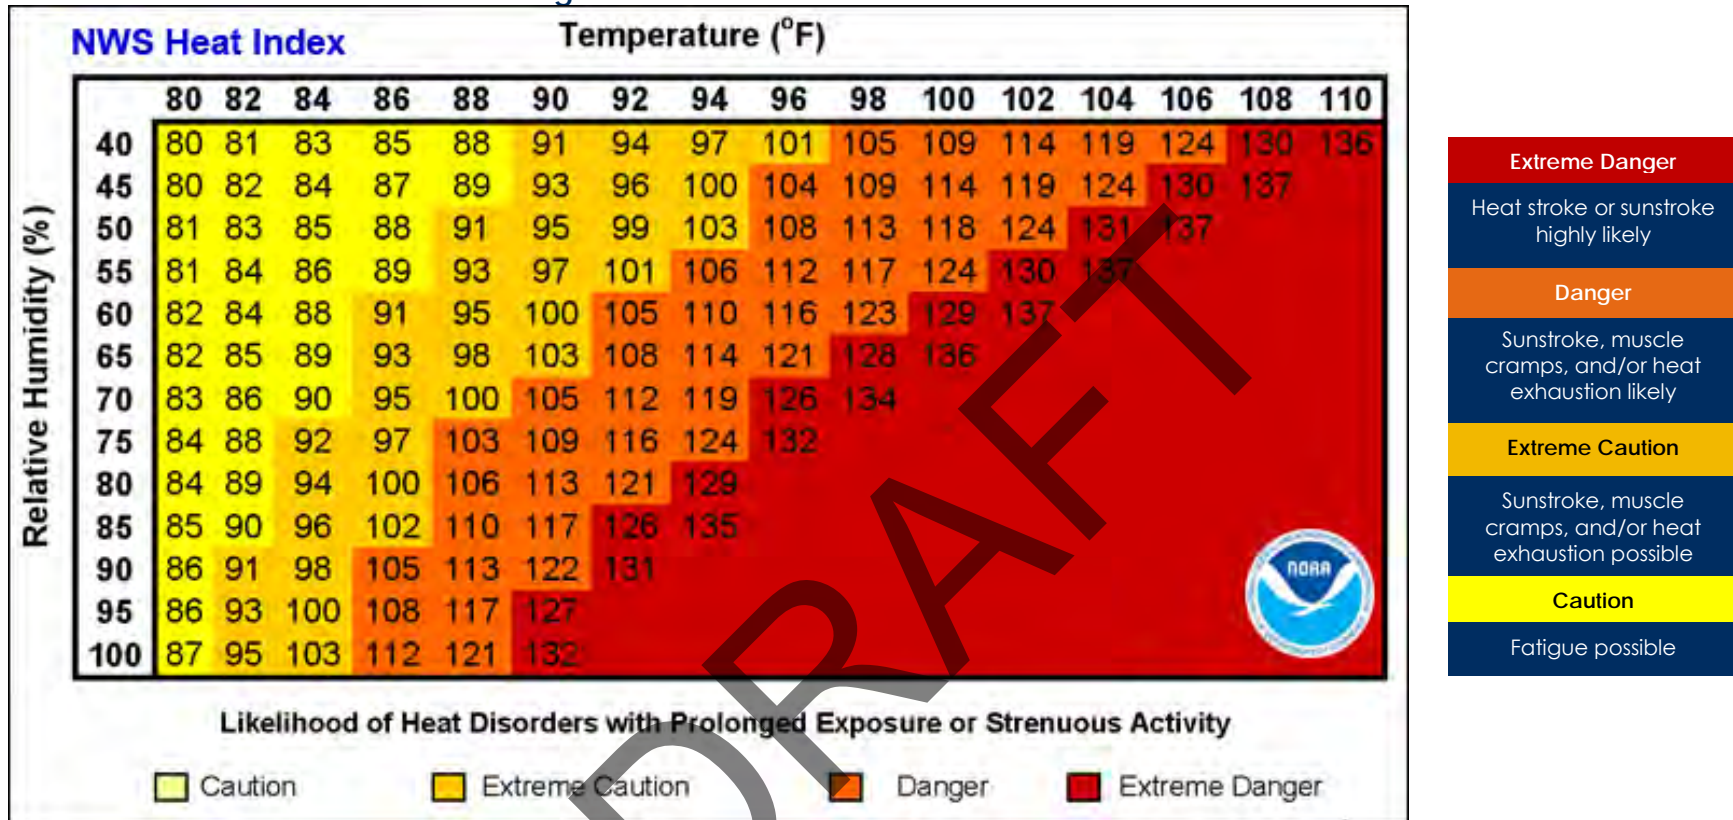 NWS Heat Index
Temperature (°F)
80 82 84 86 88 90 92 94 96 98 100 102 104 106 108 110
40 80 81 83 85 88 91 94 97 101 105 109 114 119 124 130 136
45 80 82 84 87 89 93 96 100 104 109 114 119 124 130 137
50 81 83 85 88 91 95 99 103 108 113 118 124 131 137
55 81 84 86 89 93 97 101 106 112 117 124 130 137
60 82 84 88 91 95 100 105 110 116 123 129 137
65 82 85 89 93 98 103 108 114 121 128 136
70 83 86 90 95 100 105 112 119 126 134
75 84 88 92 97 103 109 116 124 132
80 84 89 94 100 106 113 121 129
85 85 90 96 102 110 117 126 135
90 86 91 98 105 113 122 131
95 86 93 100 108 117 127
100 87 95 103 112 121 132
Relative Humidity (%)
NOAA
Likelihood of Heat Disorders with Prolonged Exposure or Strenuous Activity
Caution
Extreme Caution
Danger
Extreme Danger
DRAFT
Extreme Danger
Heat stroke or sunstroke
highly likely
Danger
Sunstroke, muscle
cramps, and/or heat
exhaustion likely
Extreme Caution
Sunstroke, muscle
cramps, and/or heat
exhaustion possible
Caution
Fatigue possible